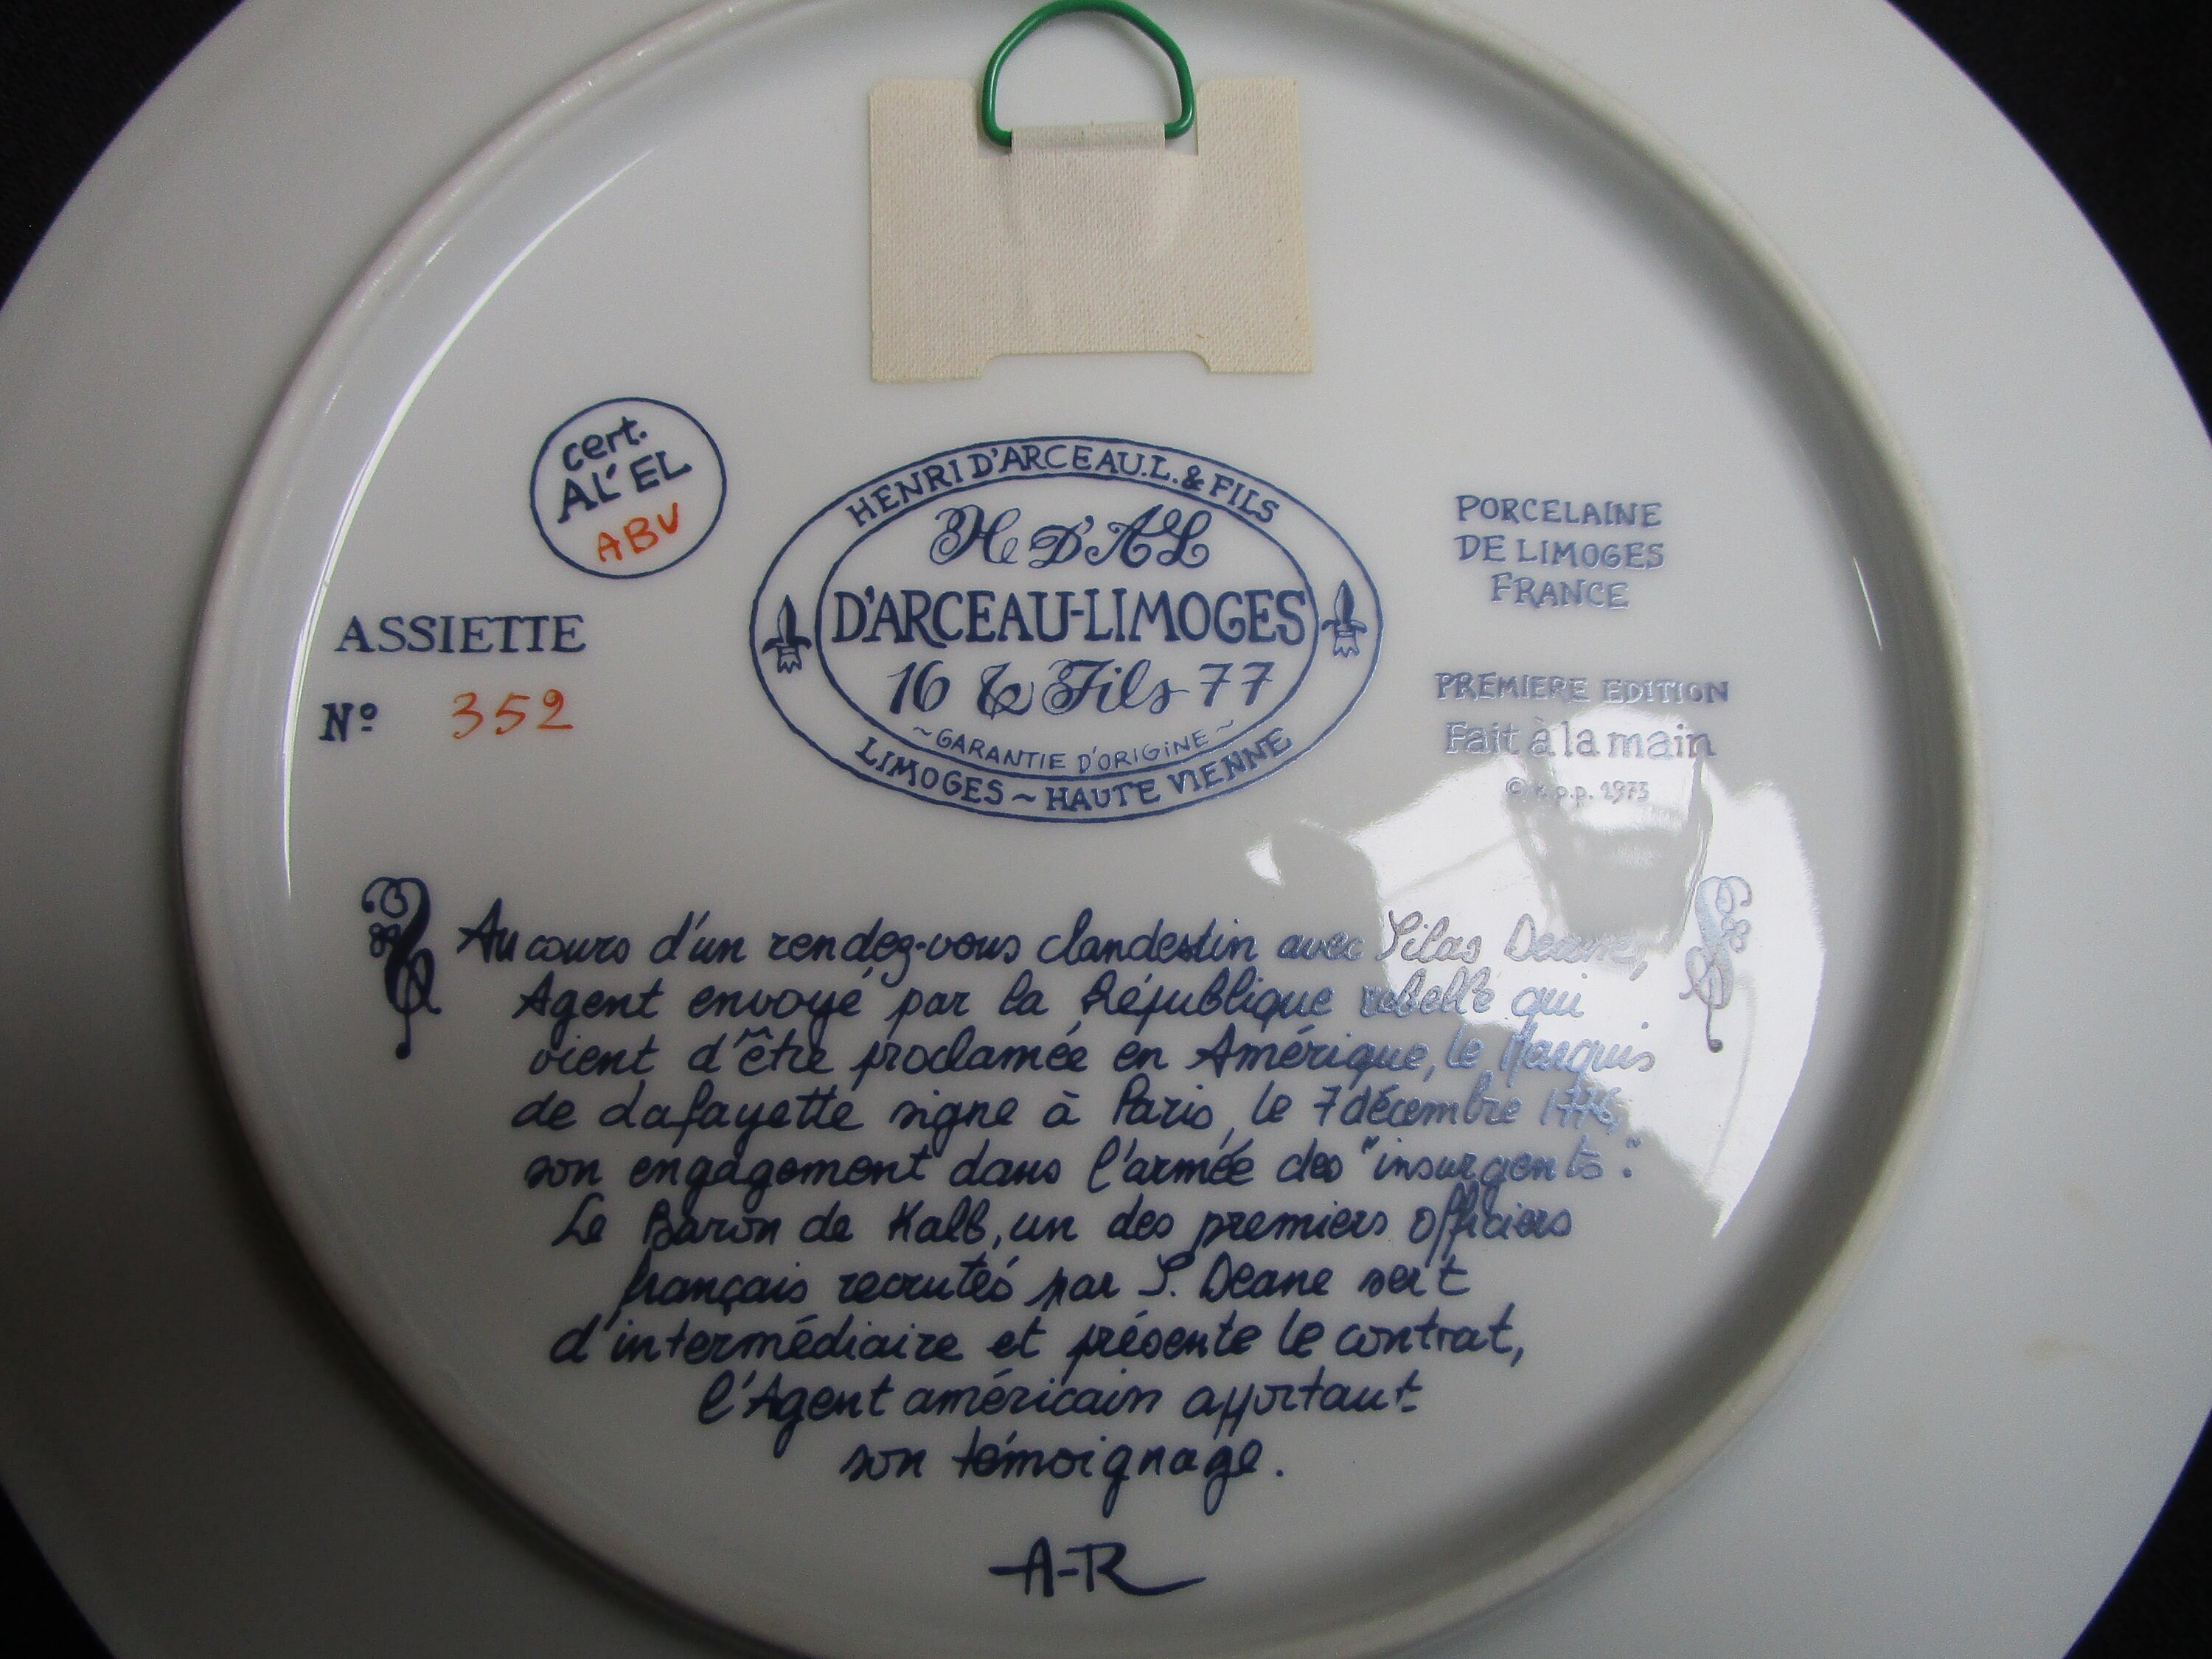 cert.
AL'EL
ABV
ASSIETTE
Nº 352
HENRI D'ARCEAU.L. & FILS
H D'AL
D'ARCEAU-LIMOGES
16 & Fils 77
~GARANTIE D'ORIGINE~
LIMOGES ~ HAUTE VIENNE
PORCELAINE
DE LIMOGES
FRANCE
PREMIERE EDITION
Fait à la main
© p.p. 1973
Au cours d'un rendez-vous clandestin avec Silas Deane,
Agent envoyé par la République rebelle qui
vient d'être proclamée en Amérique, le Marquis
de Lafayette signe à Paris, le 7 décembre 1776,
son engagement dans l'armée des "insurgents".
Le Baron de Kalb, un des premiers officiers
français recrutés par S. Deane sert
d'intermédiaire et présente le contrat,
l'Agent américain apportant
son témoignage.
A-R